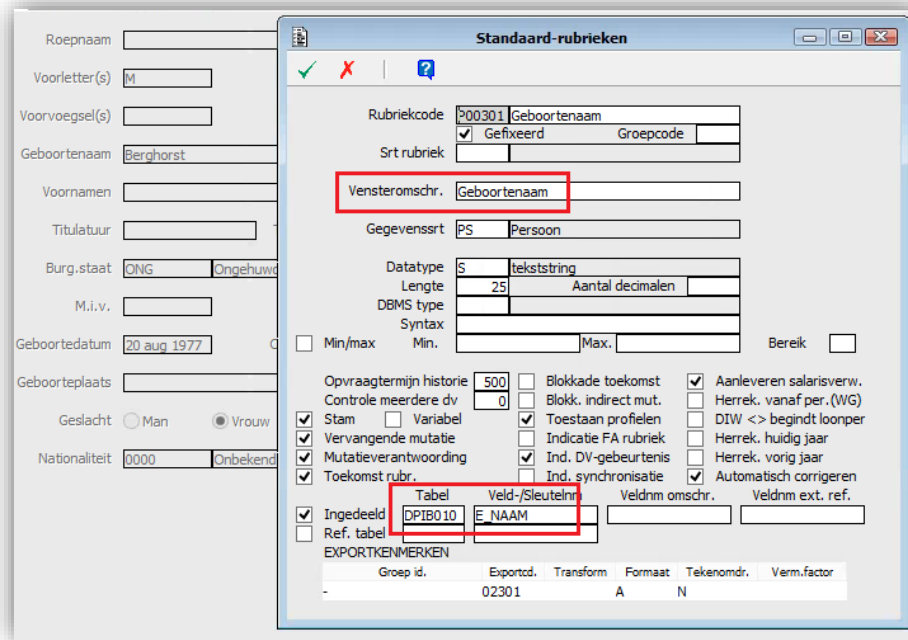 Roepnaam
Voorletter(s) M
Voorvoegsel(s)
Geboortenaam Berghorst
Voornamen
Titulatuur
Burg.staat ONG Ongehuwd
M.i.v.
Geboortedatum 20 aug 1977
Geboorteplaats
Geslacht Man Vrouw
Nationaliteit 0000 Onbekend
Standaard-rubrieken
Rubriekcode P00301 Geboortenaam
Gefixeerd Groepcode
Srt rubriek
Vensteromschr. Geboortenaam
Gegevenssrt PS Persoon
Datatype S tekststring
Lengte 25 Aantal decimalen
DBMS type
Syntax
Min/max Min. Max. Bereik
Opvraagtermijn historie 500 Blokkade toekomst Aanleveren salarisverw.
Controle meerdere dv 0 Blokk. indirect mut. Herrek. vanaf per.(WG)
Stam Variabel Toestaan profielen DIW <> begindt loonper
Vervangende mutatie Indicatie FA rubriek Herrek. huidig jaar
Mutatieverantwoording Ind. DV-gebeurtenis Herrek. vorig jaar
Toekomst rubr. Ind. synchronisatie Automatisch corrigeren
Tabel Veld-/Sleutelnm Veldnm omschr. Veldnm ext. ref.
Ingedeeld DPIB010 E_NAAM
Ref. tabel
EXPORTKENMERKEN
Groep id. Exportcd. Transform Formaat Tekenomdr. Verm.factor
- 02301 A N